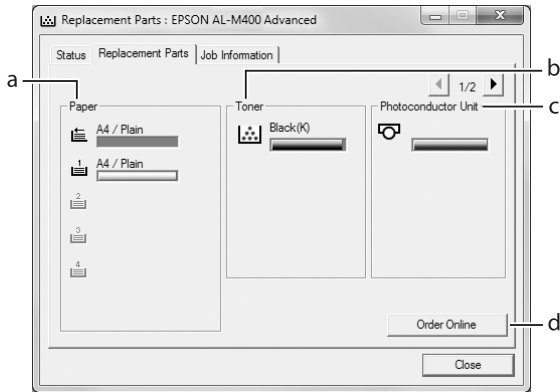 Replacement Parts : EPSON AL-M400 Advanced
Status Replacement Parts Job Information
a
b
1/2
c
Paper
Toner
Photoconductor Unit
A4 / Plain
Black(K)
1 A4 / Plain
2
3
4
Order Online
d
Close